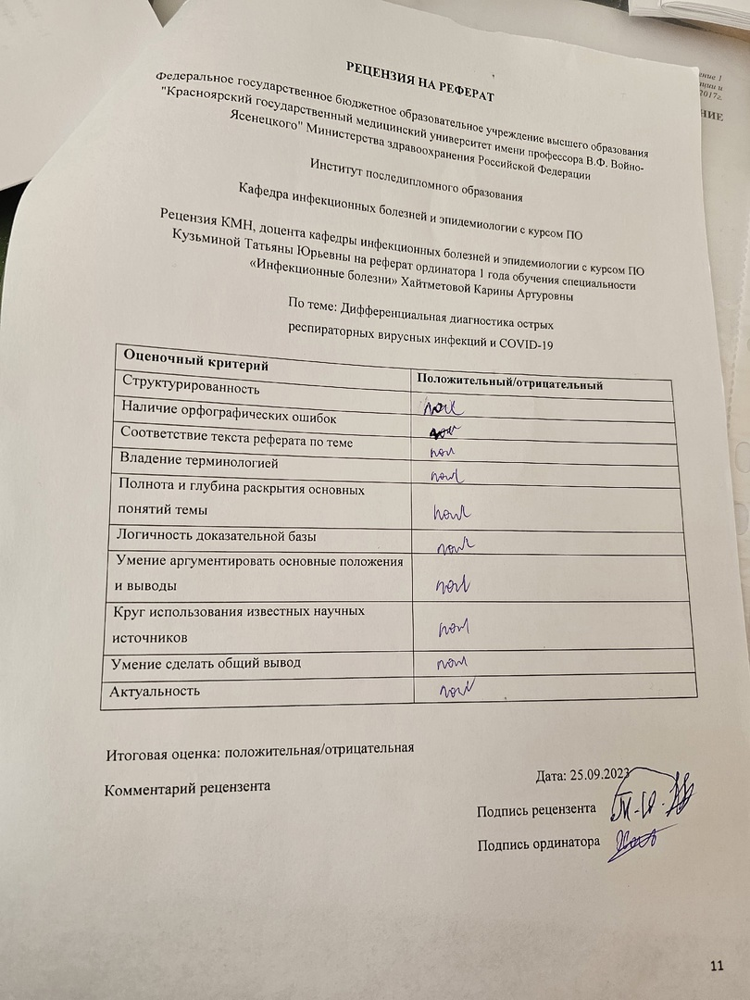 РЕЦЕНЗИЯ НА РЕФЕРАТ
Федеральное государственное бюджетное образовательное учреждение высшего образования
"Красноярский государственный медицинский университет имени профессора В.Ф. Войно-
Ясенецкого" Министерства здравоохранения Российской Федерации
Институт последипломного образования
Кафедра инфекционных болезней и эпидемиологии с курсом ПО
Рецензия КМН, доцента кафедры инфекционных болезней и эпидемиологии с курсом ПО
Кузьминой Татьяны Юрьевны на реферат ординатора 1 года обучения специальности
«Инфекционные болезни» Хайтметовой Карины Артуровны
По теме: Дифференциальная диагностика острых
респираторных вирусных инфекций и COVID-19
Оценочный критерий Положительный/отрицательный
Структурированность пол
Наличие орфографических ошибок пол
Соответствие текста реферата по теме пол
Владение терминологией пол
Полнота и глубина раскрытия основных
понятий темы пол
Логичность доказательной базы пол
Умение аргументировать основные положения
и выводы пол
Круг использования известных научных
источников пол
Умение сделать общий вывод пол
Актуальность пол
Итоговая оценка: положительная/отрицательная
Дата: 25.09.2023
Комментарий рецензента
Подпись рецензента
Подпись ординатора
11
ние 1
2017г.
НИЕ